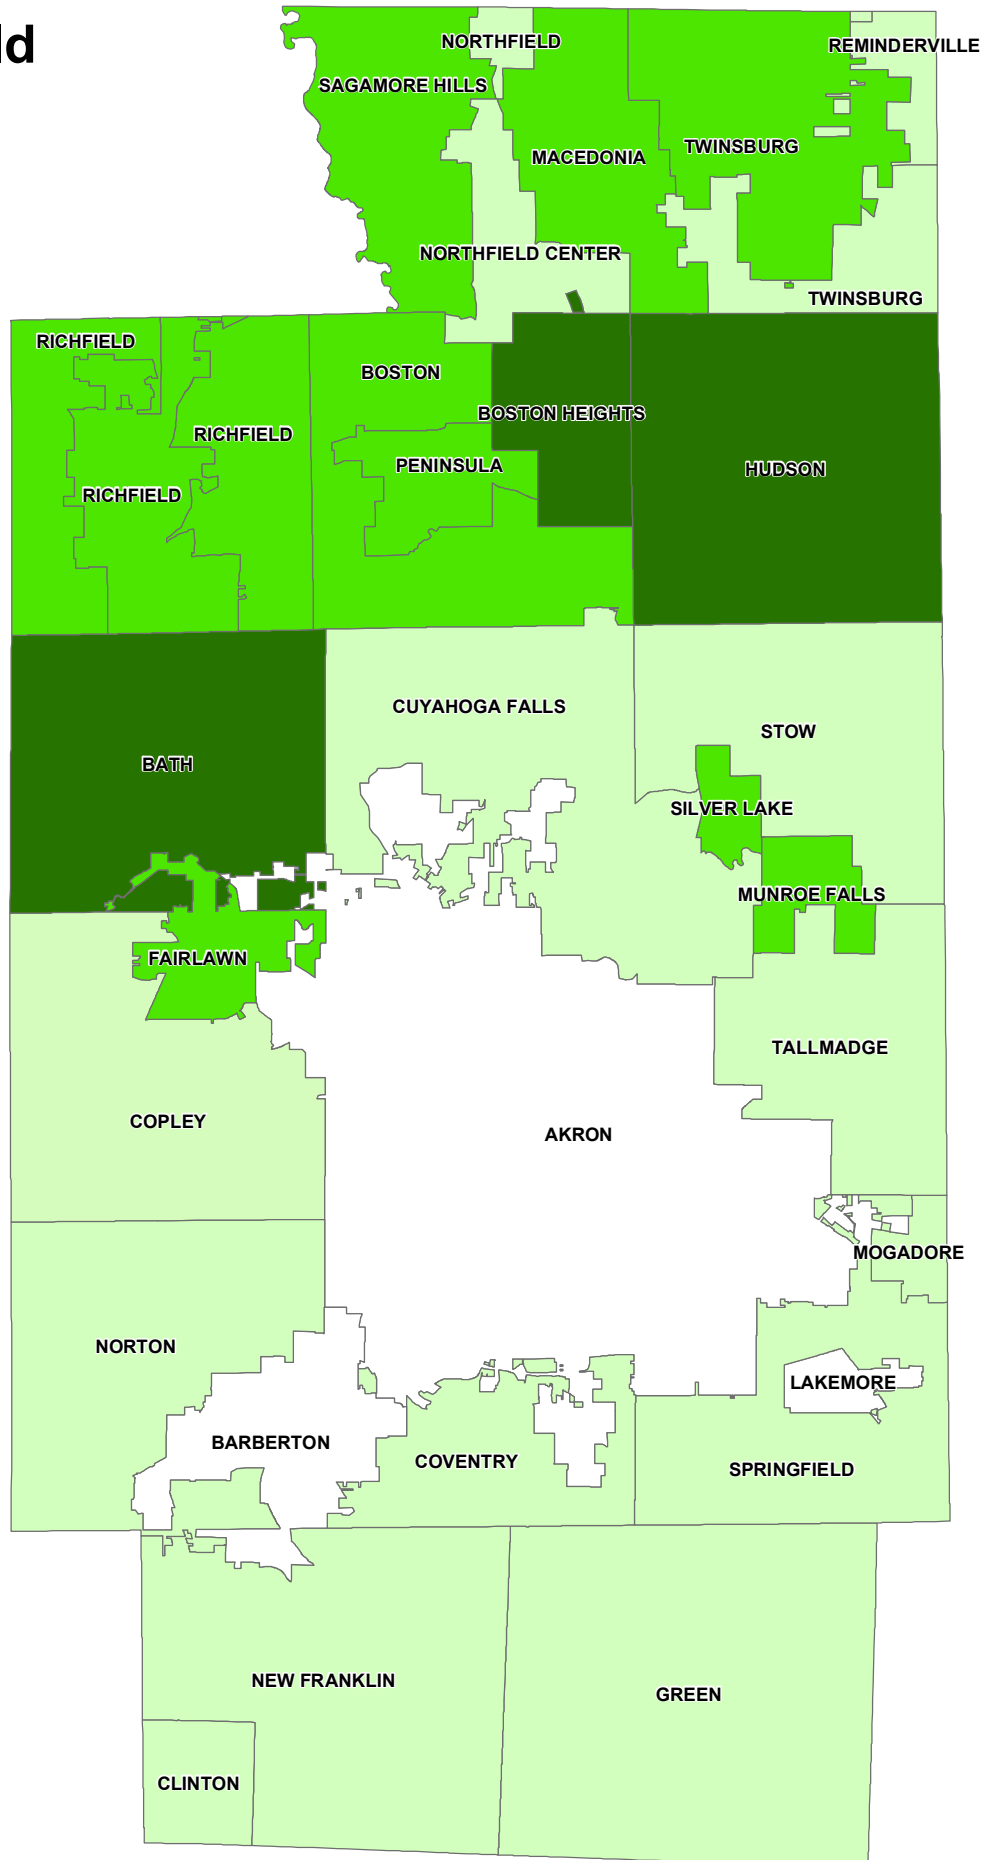 ld
NORTHFIELD
REMINDERVILLE
SAGAMORE HILLS
TWINSBURG
MACEDONIA
NORTHFIELD CENTER
TWINSBURG
RICHFIELD
BOSTON
BOSTON HEIGHTS
RICHFIELD
PENINSULA
HUDSON
RICHFIELD
CUYAHOGA FALLS
STOW
BATH
SILVER LAKE
MUNROE FALLS
FAIRLAWN
TALLMADGE
COPLEY
AKRON
MOGADORE
NORTON
LAKEMORE
BARBERTON
COVENTRY
SPRINGFIELD
NEW FRANKLIN
GREEN
CLINTON